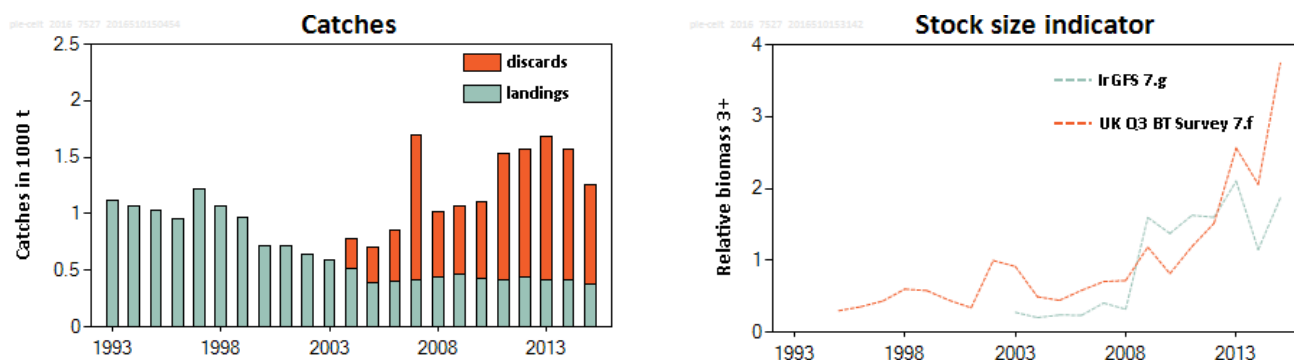 ple-celt 2016 7527 2016510150454
Catches
2.5
2
1.5
1
0.5
0
Catches in 1000 t
discards
landings
1993
1998
2003
2008
2013
ple-celt 2016 7527 2016510153142
Stock size indicator
4
3
2
1
0
Relative biomass 3+
IrGFS 7.g
UK Q3 BT Survey 7.f
1993
1998
2003
2008
2013